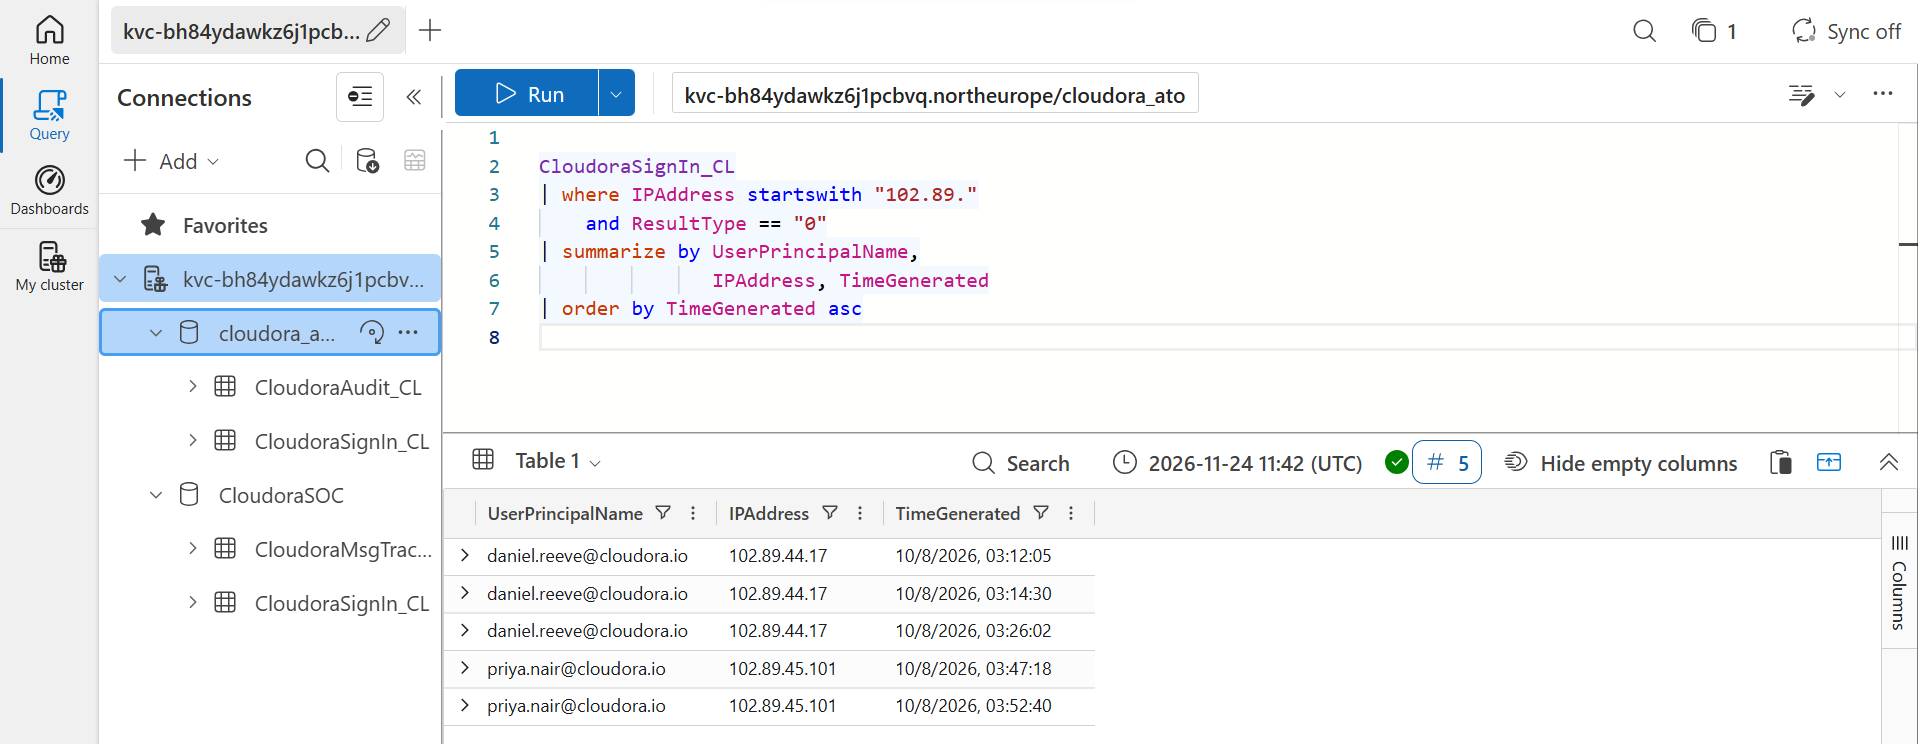 Home
Query
Dashboards
My cluster
kvc-bh84ydawkz6j1pcb...
1
Sync off
Connections
Add
Favorites
kvc-bh84ydawkz6j1pcbv...
cloudora_a...
CloudoraAudit_CL
CloudoraSignIn_CL
CloudoraSOC
CloudoraMsgTrac...
CloudoraSignIn_CL
Run
kvc-bh84ydawkz6j1pcbvq.northeurope/cloudora_ato
1
2 CloudoraSignIn_CL
3 | where IPAddress startswith "102.89."
4 and ResultType == "0"
5 | summarize by UserPrincipalName,
6 IPAddress, TimeGenerated
7 | order by TimeGenerated asc
8
Table 1
Search
2026-11-24 11:42 (UTC)
# 5
Hide empty columns
UserPrincipalName IPAddress TimeGenerated
daniel.reeve@cloudora.io 102.89.44.17 10/8/2026, 03:12:05
daniel.reeve@cloudora.io 102.89.44.17 10/8/2026, 03:14:30
daniel.reeve@cloudora.io 102.89.44.17 10/8/2026, 03:26:02
priya.nair@cloudora.io 102.89.45.101 10/8/2026, 03:47:18
priya.nair@cloudora.io 102.89.45.101 10/8/2026, 03:52:40
Columns